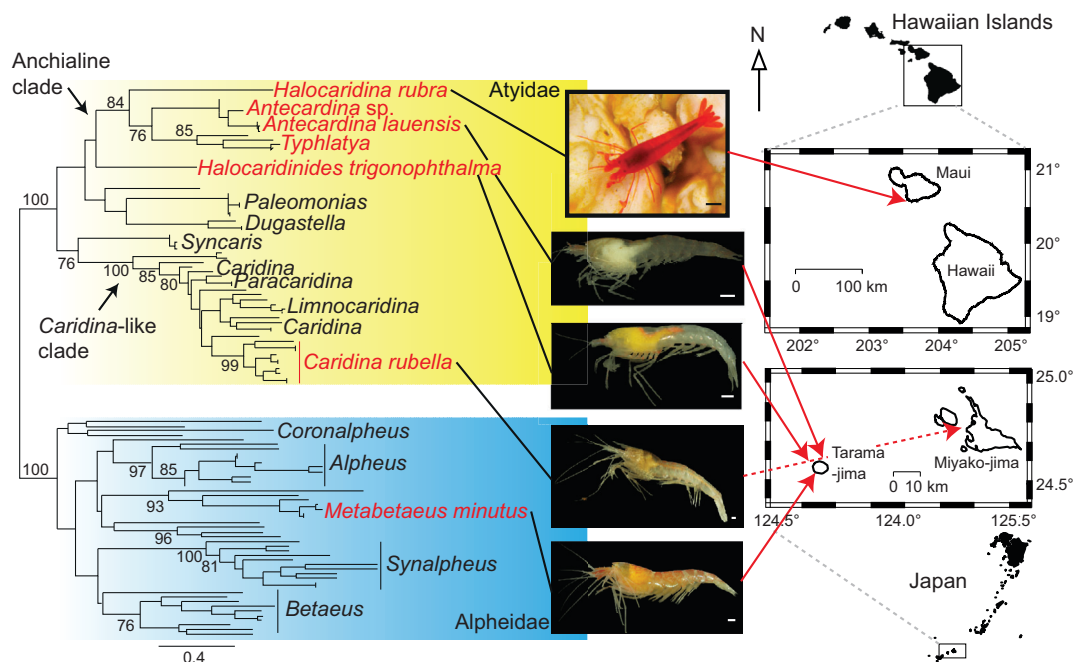 Anchialine
clade
84
76
85
100
76
100
85
80
99
Caridina-like
clade
Halocaridina rubra
Antecardina sp.
Antecardina lauensis
Typhlatya
Halocaridinides trigonophthalma
Paleomonias
Dugastella
Syncaris
Caridina
Paracaridina
Limnocaridina
Caridina
Caridina rubella
Atyidae
100
97
85
93
96
100
81
76
Coronalpheus
Alpheus
Metabetaeus minutus
Synalpheus
Betaeus
Alpheidae
0.4
N
Hawaiian Islands
Maui
Hawaii
0 100 km
21°
20°
19°
202° 203° 204° 205°
25.0°
24.5°
Tarama
-jima
Miyako-jima
0 10 km
124.5° 124.0° 125.5°
Japan